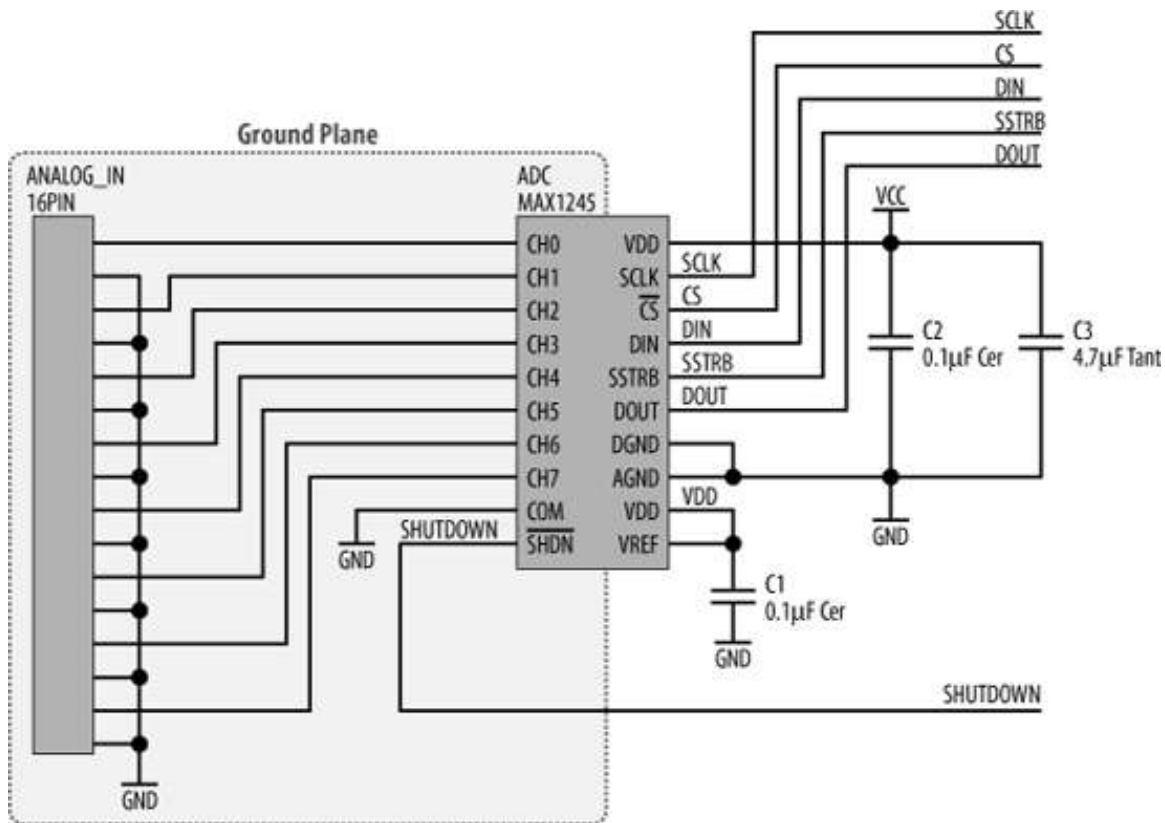 SCLK
CS
DIN
SSTRB
DOUT
Ground Plane
ANALOG_IN
16PIN
ADC
MAX1245
VCC
CH0
VDD
CH1
SCLK
SCLK
CH2
CS
CS
CH3
DIN
DIN
CH4
SSTRB
SSTRB
CH5
DOUT
DOUT
CH6
DGND
CH7
AGND
COM
VDD
VDD
SHDN
VREF
C2
0.1µF Cer
C3
4.7µF Tant
GND
SHUTDOWN
GND
C1
0.1µF Cer
GND
SHUTDOWN
GND